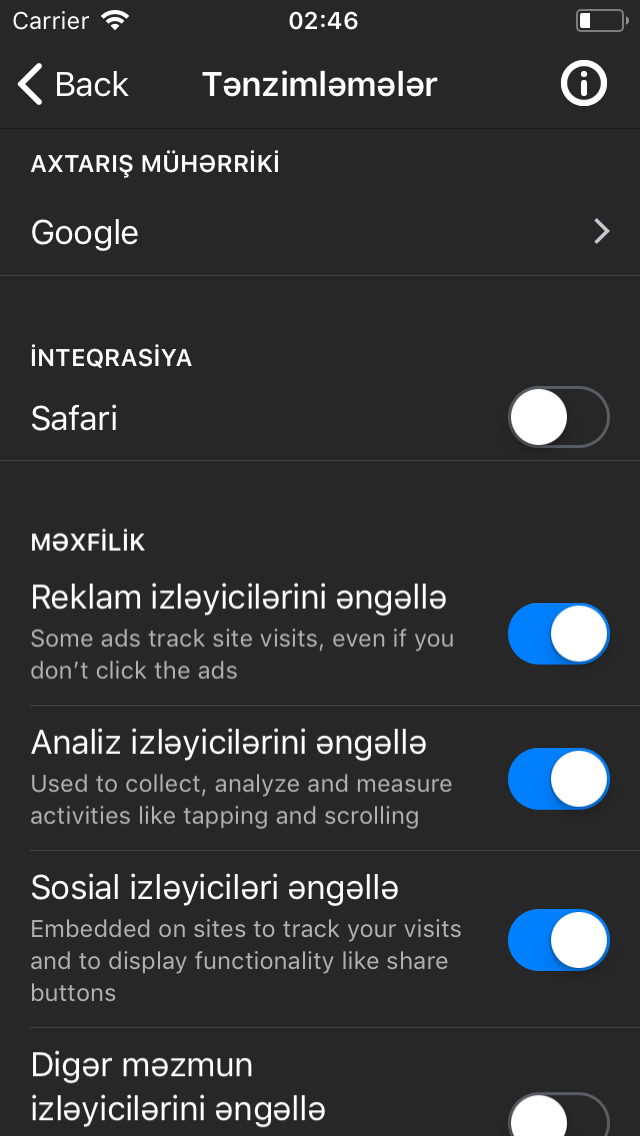 Carrier 02:46
Back Tənzimləmələr
AXTARIŞ MÜHƏRRİKİ
Google
İNTEQRASİYA
Safari
MƏXFİLİK
Reklam izləyicilərini əngəllə
Some ads track site visits, even if you
don’t click the ads
Analiz izləyicilərini əngəllə
Used to collect, analyze and measure
activities like tapping and scrolling
Sosial izləyiciləri əngəllə
Embedded on sites to track your visits
and to display functionality like share
buttons
Digər məzmun
izləyicilərini əngəllə